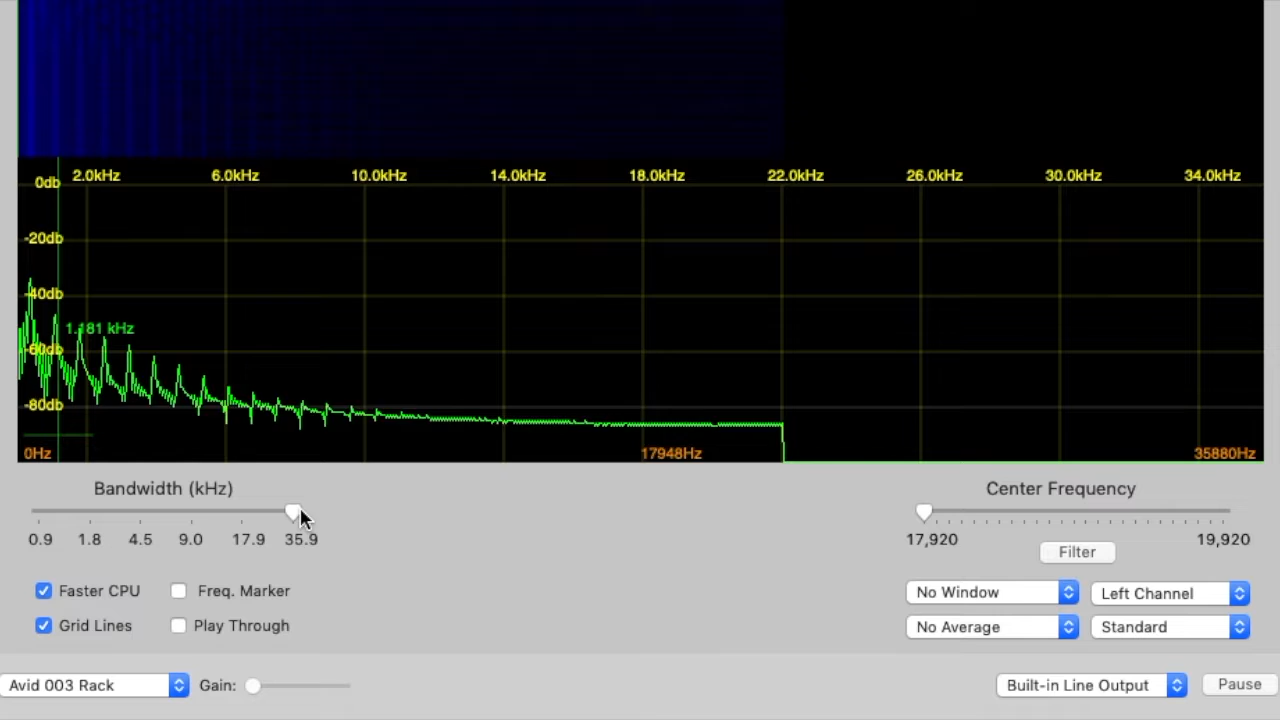 2.0kHz 6.0kHz 10.0kHz 14.0kHz 18.0kHz 22.0kHz 26.0kHz 30.0kHz 34.0kHz
0db
-20db
-40db
1.181 kHz
-60db
-80db
0Hz 17948Hz 35880Hz
Bandwidth (kHz) Center Frequency
0.9 1.8 4.5 9.0 17.9 35.9 17,920 19,920
Filter
Faster CPU Freq. Marker No Window Left Channel
Grid Lines Play Through No Average Standard
Avid 003 Rack Gain: Built-in Line Output Pause